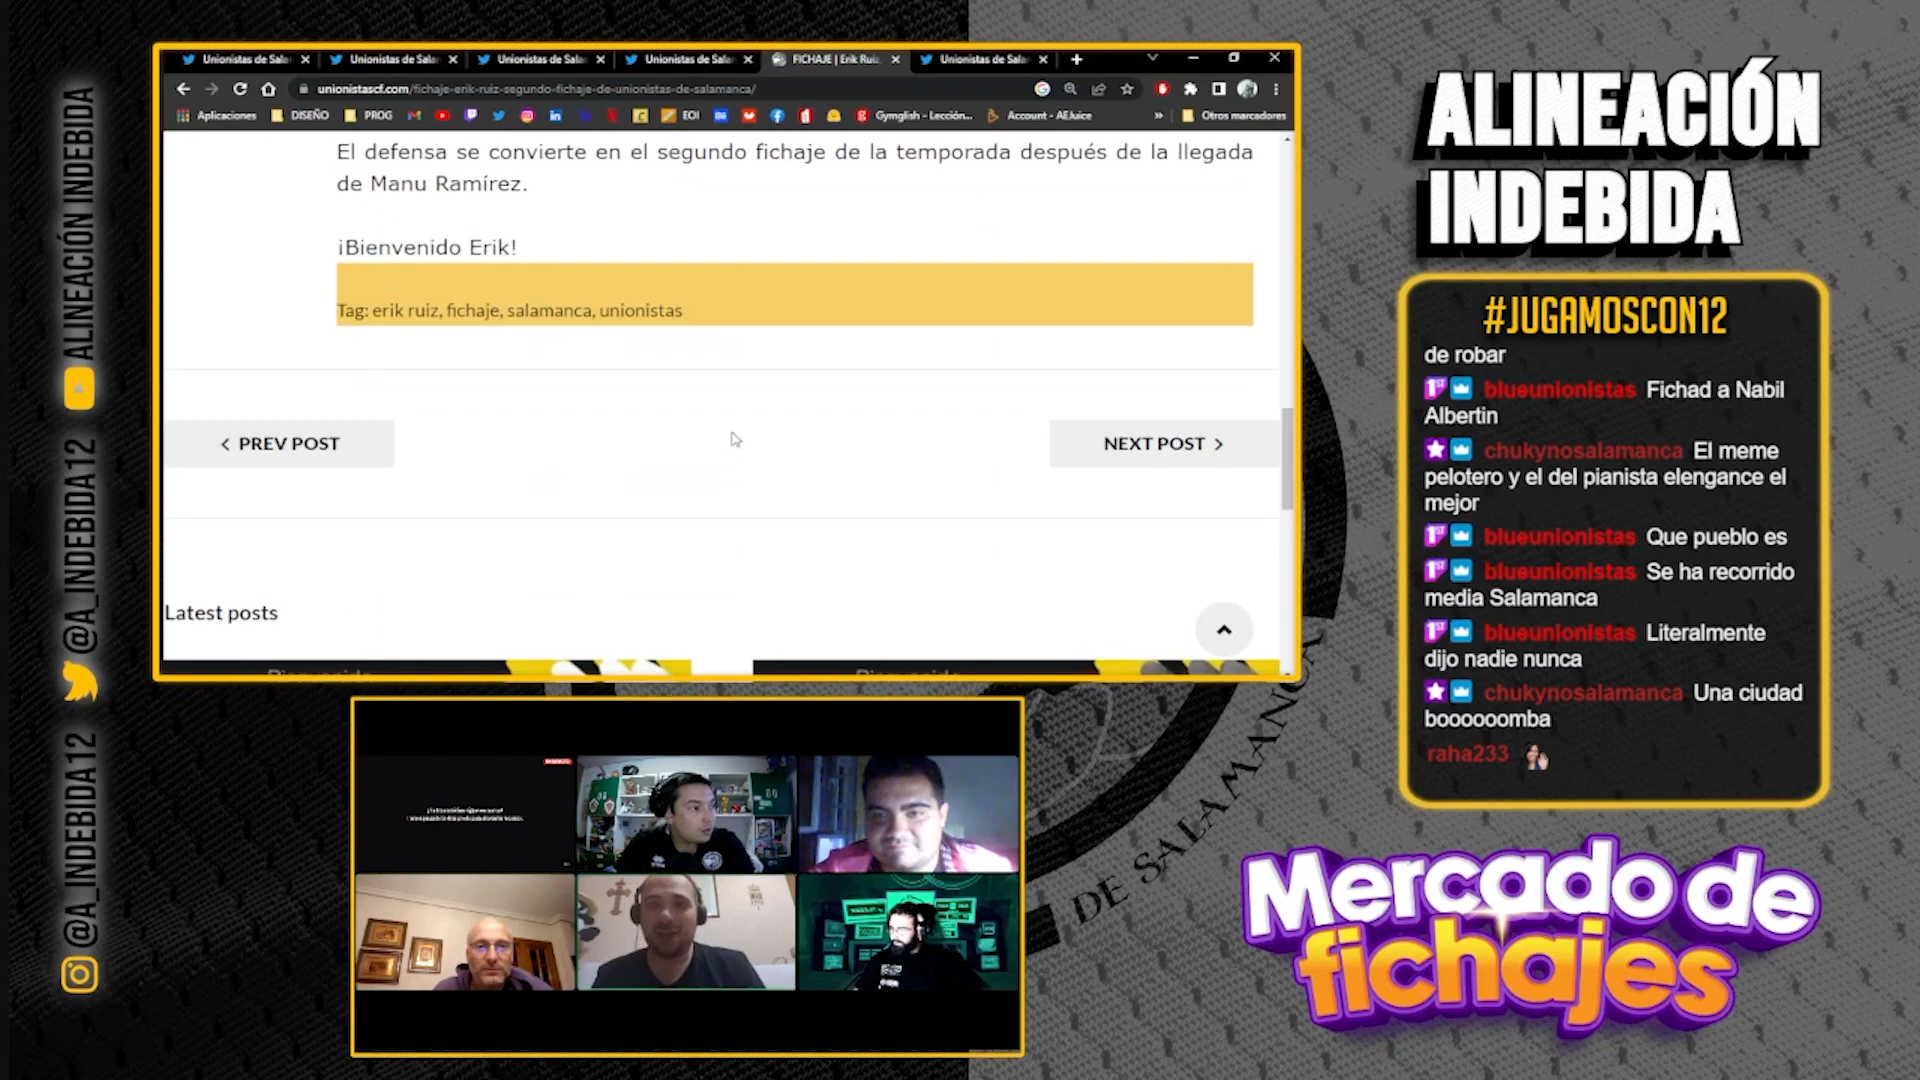 ALINEACIÓN INDEBIDA
@A_INDEBIDA12
@A_INDEBIDA12
Unionistas de Sala
Unionistas de Sala
Unionistas de Sala
Unionistas de Sala
FICHAJE | Erik Ruiz
Unionistas de Sala
unionistascf.com/fichaje-erik-ruiz-segundo-fichaje-de-unionistas-de-salamanca/
Aplicaciones
DISEÑO
PROG
EOI
Gymglish - Lección...
Account - AEJuice
Otros marcadores
El defensa se convierte en el segundo fichaje de la temporada después de la llegada
de Manu Ramírez.
¡Bienvenido Erik!
Tag: erik ruiz, fichaje, salamanca, unionistas
PREV POST
NEXT POST
Latest posts
DE SALAMANCA
ALINEACIÓN
INDEBIDA
#JUGAMOSCON12
de robar
blueunionistas Fichad a Nabil
Albertin
chukynosalamanca El meme
pelotero y el del pianista elengance el
mejor
blueunionistas Que pueblo es
blueunionistas Se ha recorrido
media Salamanca
blueunionistas Literalmente
dijo nadie nunca
chukynosalamanca Una ciudad
boooooomba
raha233
Mercado de
fichajes